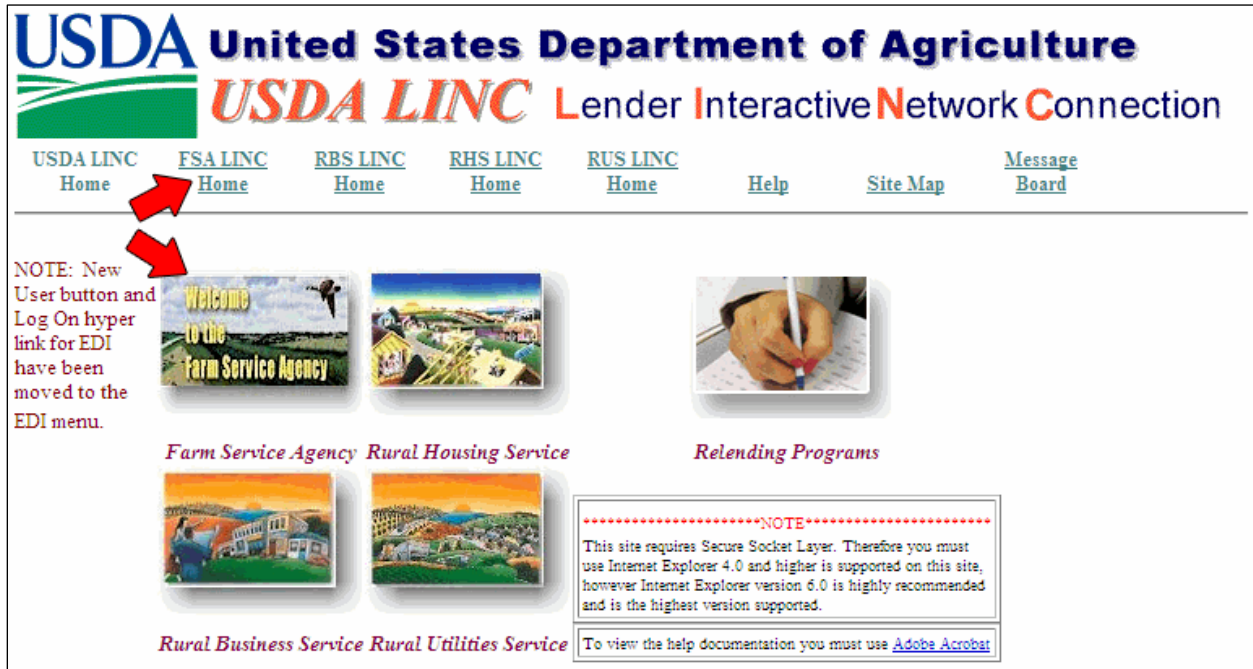 USDA United States Department of Agriculture
USDA LINC Lender Interactive Network Connection
USDA LINC Home
FSA LINC Home
RBS LINC Home
RHS LINC Home
RUS LINC Home
Help
Site Map
Message Board
NOTE: New
User button and
Log On hyper
link for EDI
have been
moved to the
EDI menu.
Welcome
to the
Farm Service Agency
Farm Service Agency
Rural Housing Service
Relending Programs
Rural Business Service
Rural Utilities Service
**********************NOTE***********************
This site requires Secure Socket Layer. Therefore you must
use Internet Explorer 4.0 and higher is supported on this site,
however Internet Explorer version 6.0 is highly recommended
and is the highest version supported.
To view the help documentation you must use Adobe Acrobat